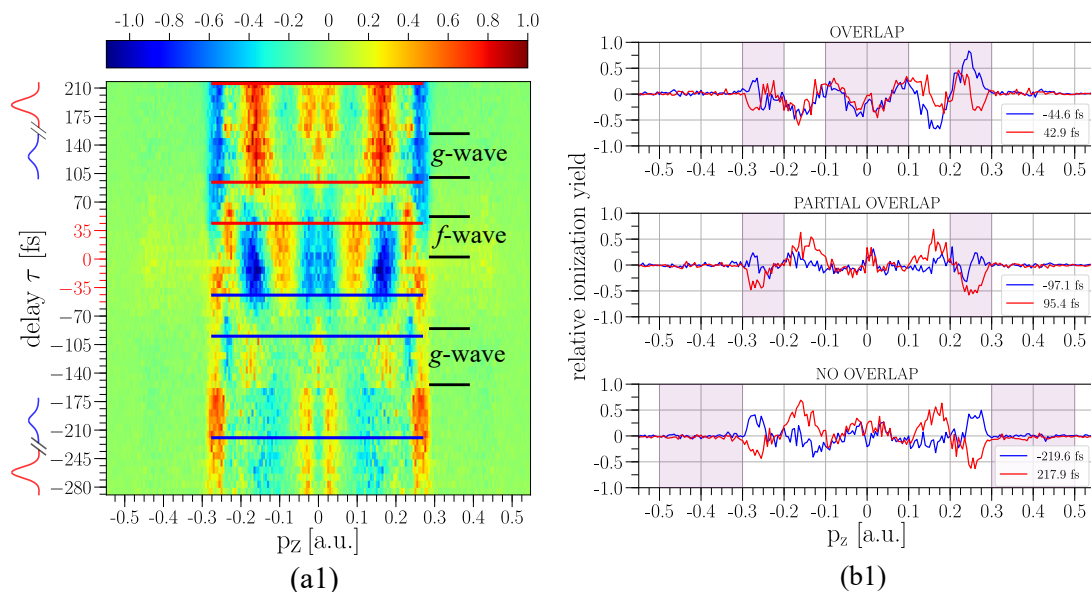 -1.0 -0.8 -0.6 -0.4 -0.2 0 0.2 0.4 0.6 0.8 1.0
delay τ [fs]
210
175
140
105
70
35
0
-35
-70
-105
-140
-175
-210
-245
-280
g-wave
f-wave
g-wave
-0.5 -0.4 -0.3 -0.2 -0.1 0 0.1 0.2 0.3 0.4 0.5
pZ [a.u.]
(a1)
relative ionization yield
OVERLAP
1.0
0.5
0.0
-0.5
-1.0
-44.6 fs
42.9 fs
-0.5 -0.4 -0.3 -0.2 -0.1 0 0.1 0.2 0.3 0.4 0.5
PARTIAL OVERLAP
1.0
0.5
0.0
-0.5
-1.0
-97.1 fs
95.4 fs
-0.5 -0.4 -0.3 -0.2 -0.1 0 0.1 0.2 0.3 0.4 0.5
NO OVERLAP
1.0
0.5
0.0
-0.5
-1.0
-219.6 fs
217.9 fs
-0.5 -0.4 -0.3 -0.2 -0.1 0 0.1 0.2 0.3 0.4 0.5
pZ [a.u.]
(b1)